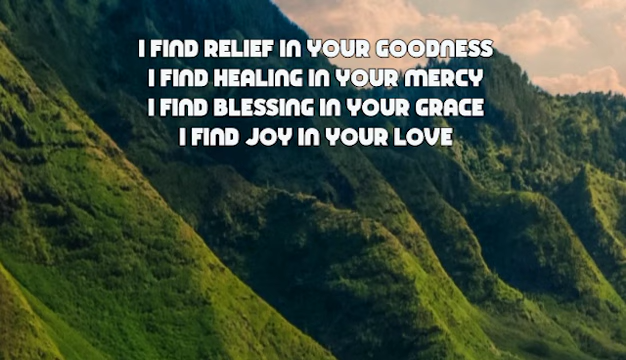 I FIND RELIEF IN YOUR GOODNESS
I FIND HEALING IN YOUR MERCY
I FIND BLESSING IN YOUR GRACE
I FIND JOY IN YOUR LOVE